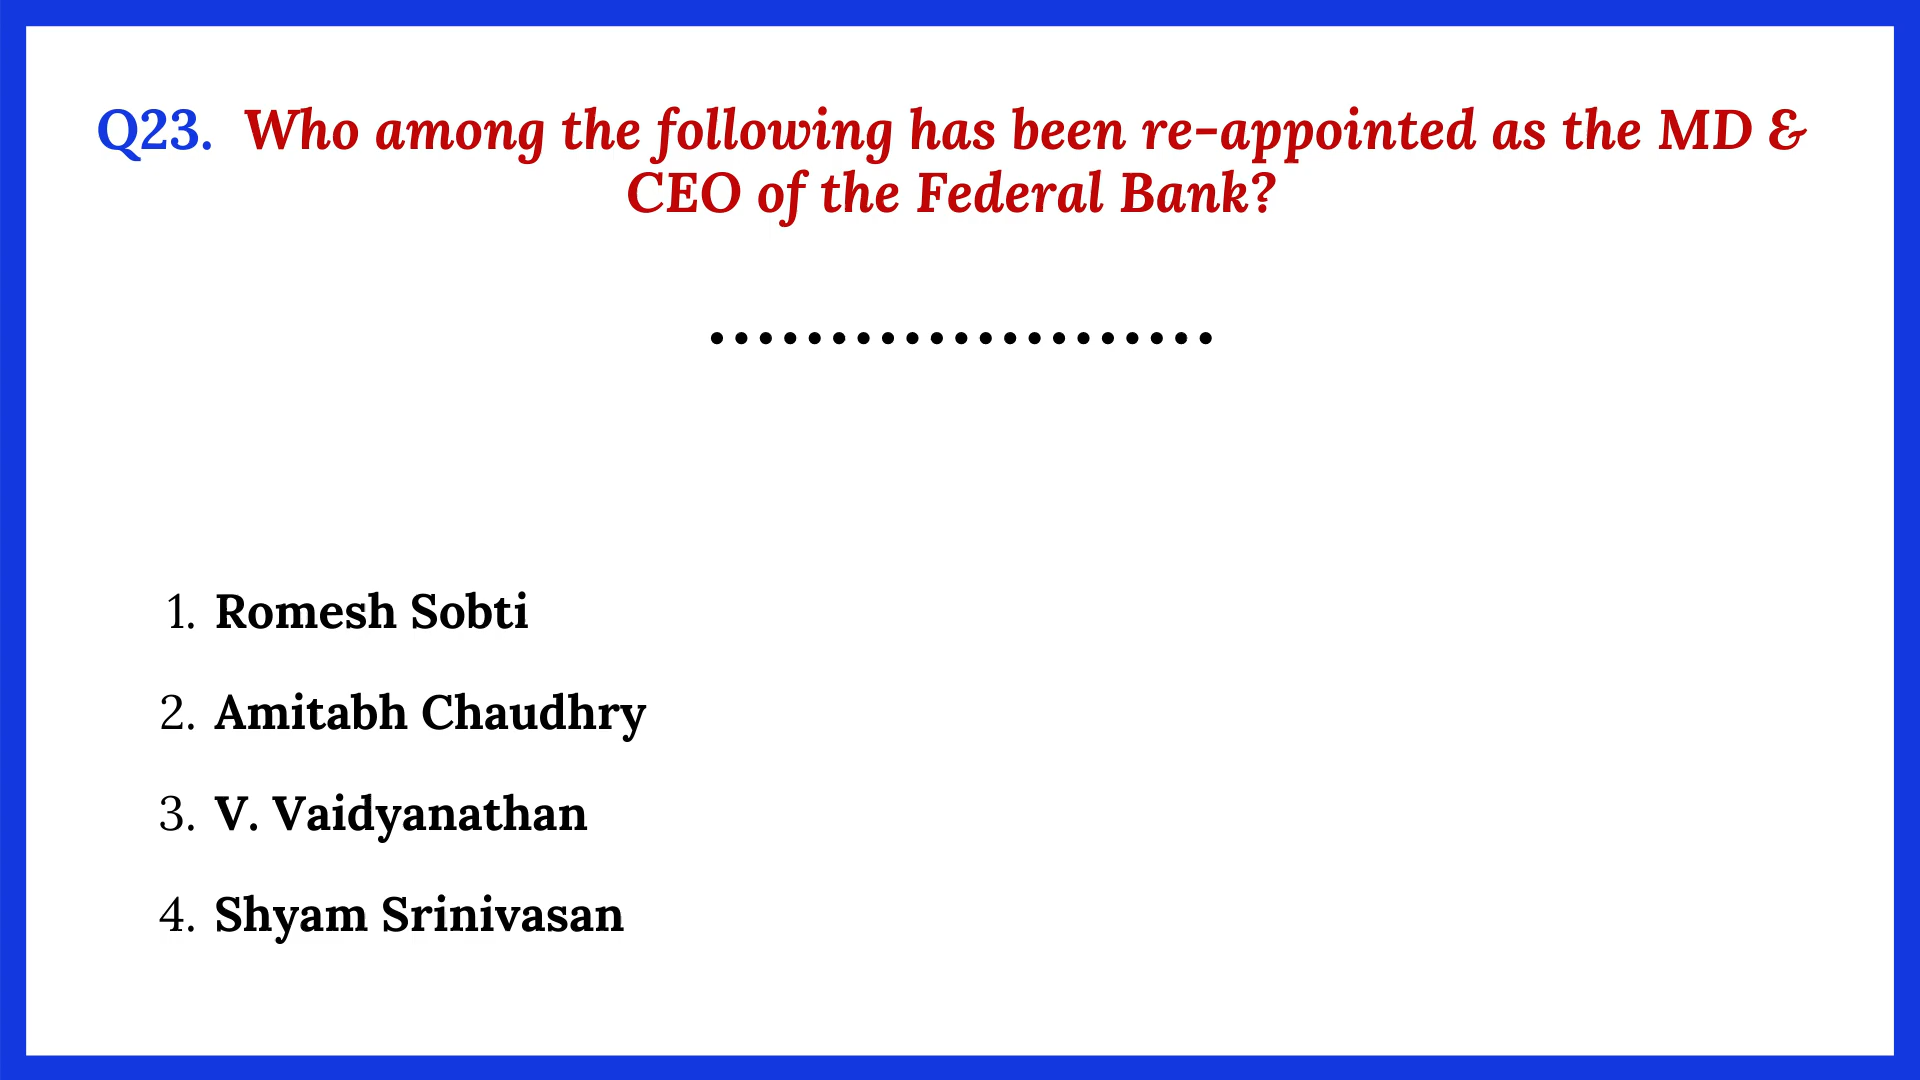 Q23. Who among the following has been re-appointed as the MD &
CEO of the Federal Bank?
1. Romesh Sobti
2. Amitabh Chaudhry
3. V. Vaidyanathan
4. Shyam Srinivasan